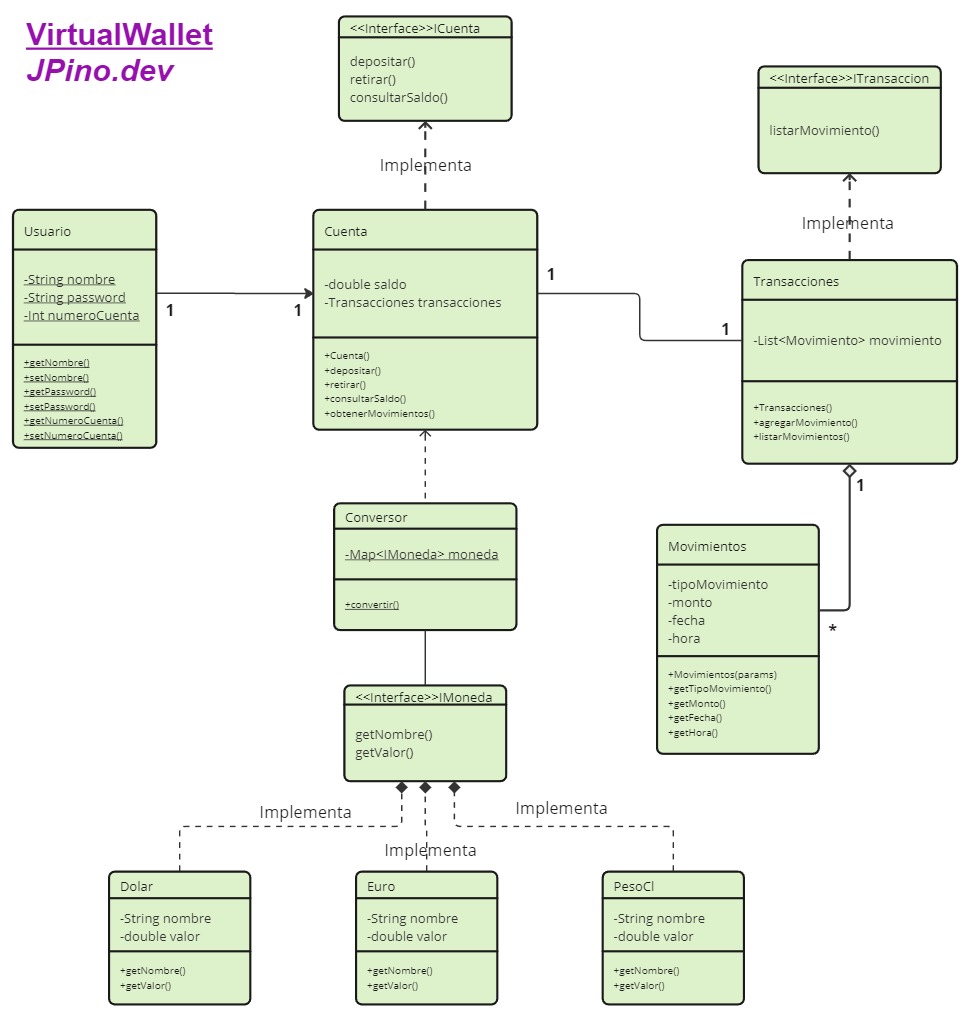 VirtualWallet
JPino.dev
<<Interface>>ICuenta
depositar()
retirar()
consultarSaldo()
Implementa
<<Interface>>ITransaccion
listarMovimiento()
Implementa
Usuario
-String nombre
-String password
-Int numeroCuenta
+getNombre()
+setNombre()
+getPassword()
+setPassword()
+getNumeroCuenta()
+setNumeroCuenta()
1
1
Cuenta
-double saldo
-Transacciones transacciones
+Cuenta()
+depositar()
+retirar()
+consultarSaldo()
+obtenerMovimientos()
1
1
Transacciones
-List<Movimiento> movimiento
+Transacciones()
+agregarMovimiento()
+listarMovimientos()
1
*
Conversor
-Map<IMoneda> moneda
+convertir()
Movimientos
-tipoMovimiento
-monto
-fecha
-hora
+Movimientos(params)
+getTipoMovimiento()
+getMonto()
+getFecha()
+getHora()
<<Interface>>IMoneda
getNombre()
getValor()
Implementa
Implementa
Implementa
Dolar
-String nombre
-double valor
+getNombre()
+getValor()
Euro
-String nombre
-double valor
+getNombre()
+getValor()
PesoCl
-String nombre
-double valor
+getNombre()
+getValor()